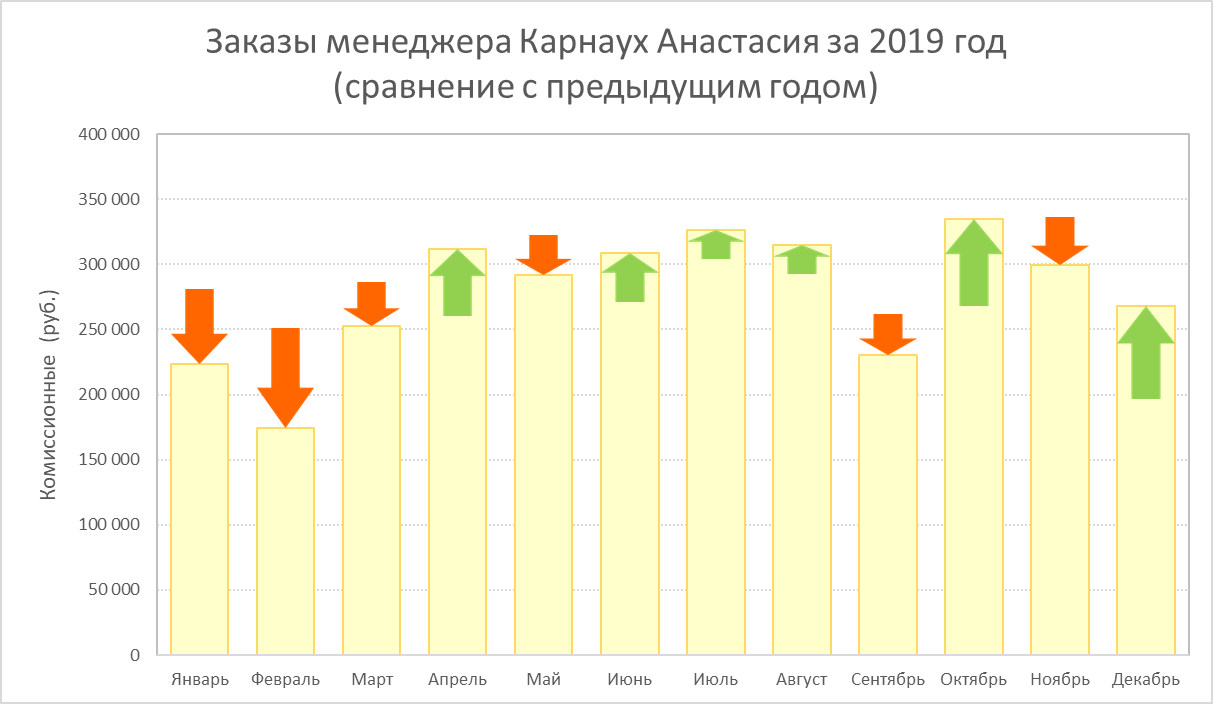 Заказы менеджера Карнаух Анастасия за 2019 год
(сравнение с предыдущим годом)
Комиссионные (руб.)
400 000
350 000
300 000
250 000
200 000
150 000
100 000
50 000
0
Январь Февраль Март Апрель Май Июнь Июль Август Сентябрь Октябрь Ноябрь Декабрь